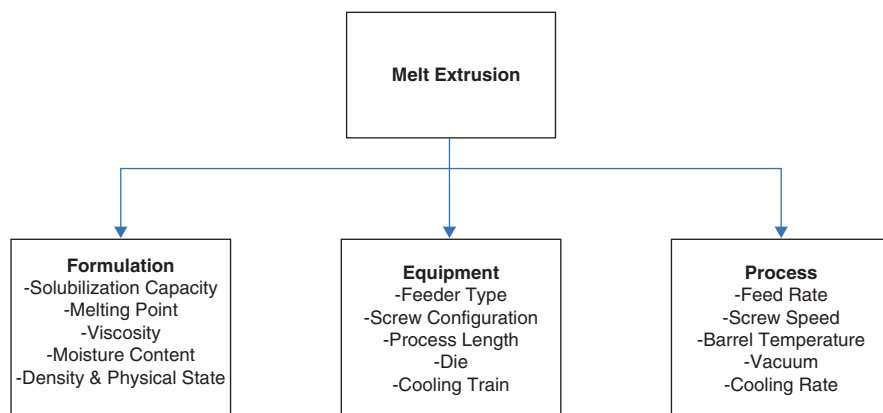 Melt Extrusion
Formulation
-Solubilization Capacity
-Melting Point
-Viscosity
-Moisture Content
-Density & Physical State
Equipment
-Feeder Type
-Screw Configuration
-Process Length
-Die
-Cooling Train
Process
-Feed Rate
-Screw Speed
-Barrel Temperature
-Vacuum
-Cooling Rate